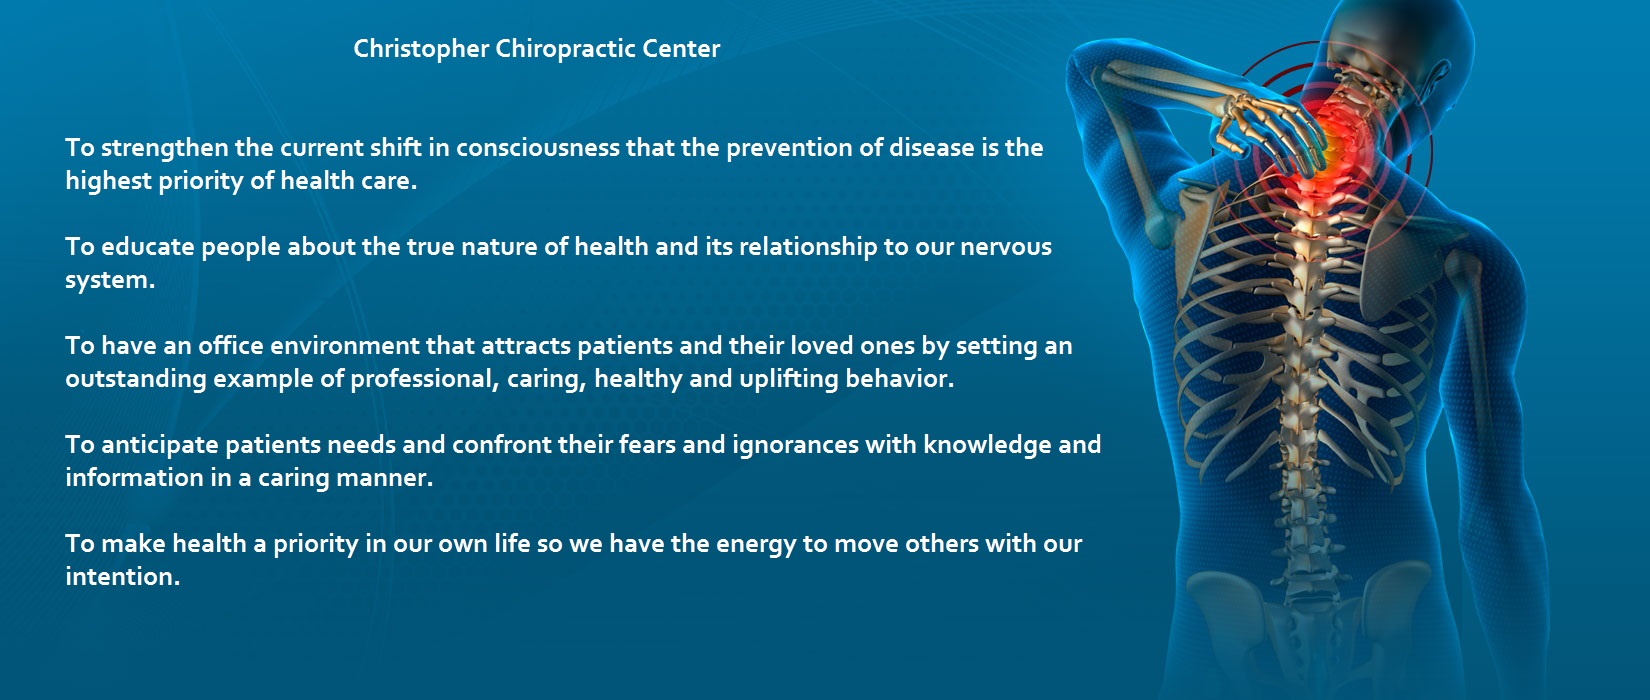 Christopher Chiropractic Center
To strengthen the current shift in consciousness that the prevention of disease is the
highest priority of health care.
To educate people about the true nature of health and its relationship to our nervous
system.
To have an office environment that attracts patients and their loved ones by setting an
outstanding example of professional, caring, healthy and uplifting behavior.
To anticipate patients needs and confront their fears and ignorances with knowledge and
information in a caring manner.
To make health a priority in our own life so we have the energy to move others with our
intention.